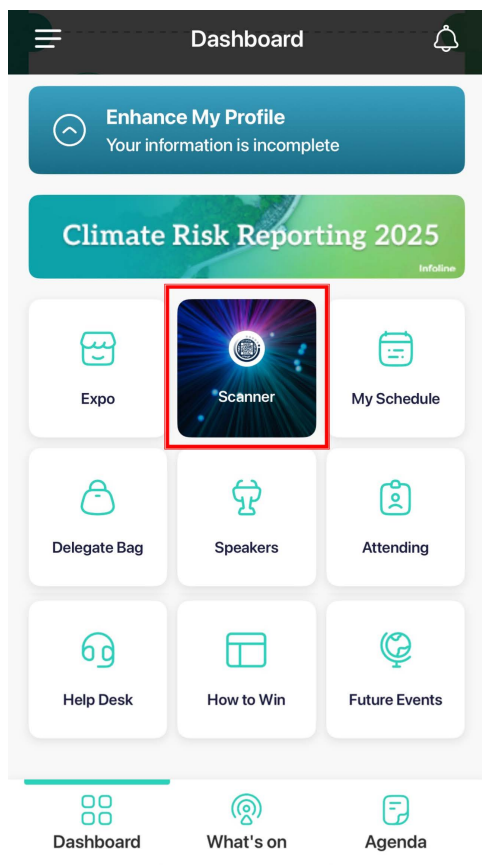 Dashboard
Enhance My Profile
Your information is incomplete
Climate Risk Reporting 2025
Infoline
Expo
Scanner
My Schedule
Delegate Bag
Speakers
Attending
Help Desk
How to Win
Future Events
Dashboard
What's on
Agenda